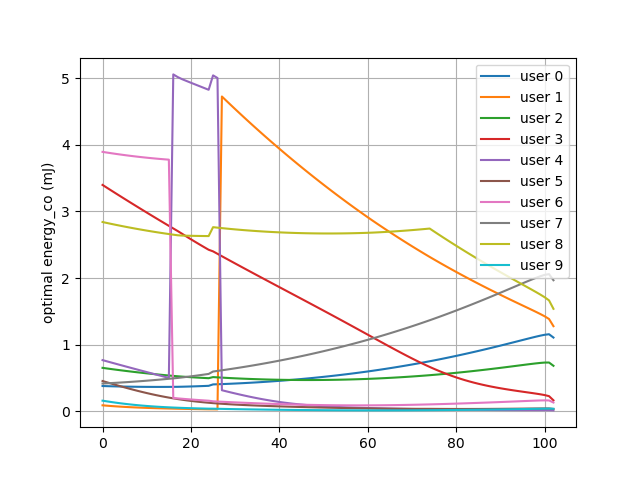 optimal energy_co (mJ)
5
4
3
2
1
0
0
20
40
60
80
100
user 0
user 1
user 2
user 3
user 4
user 5
user 6
user 7
user 8
user 9